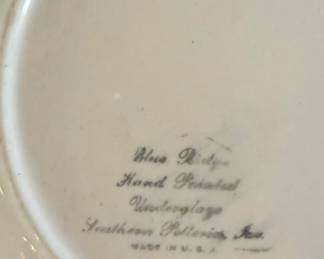 Blue Ridge
Hand Painted
Underglaze
Southern Potteries, Inc.
MADE IN U.S.A.